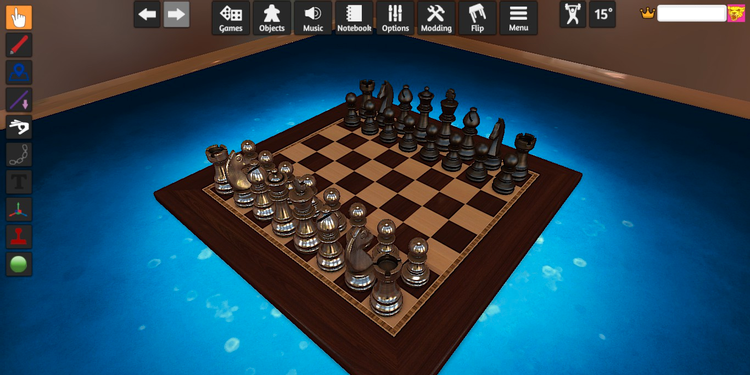 Games
Objects
Music
Notebook
Options
Modding
Flip
Menu
15°
T